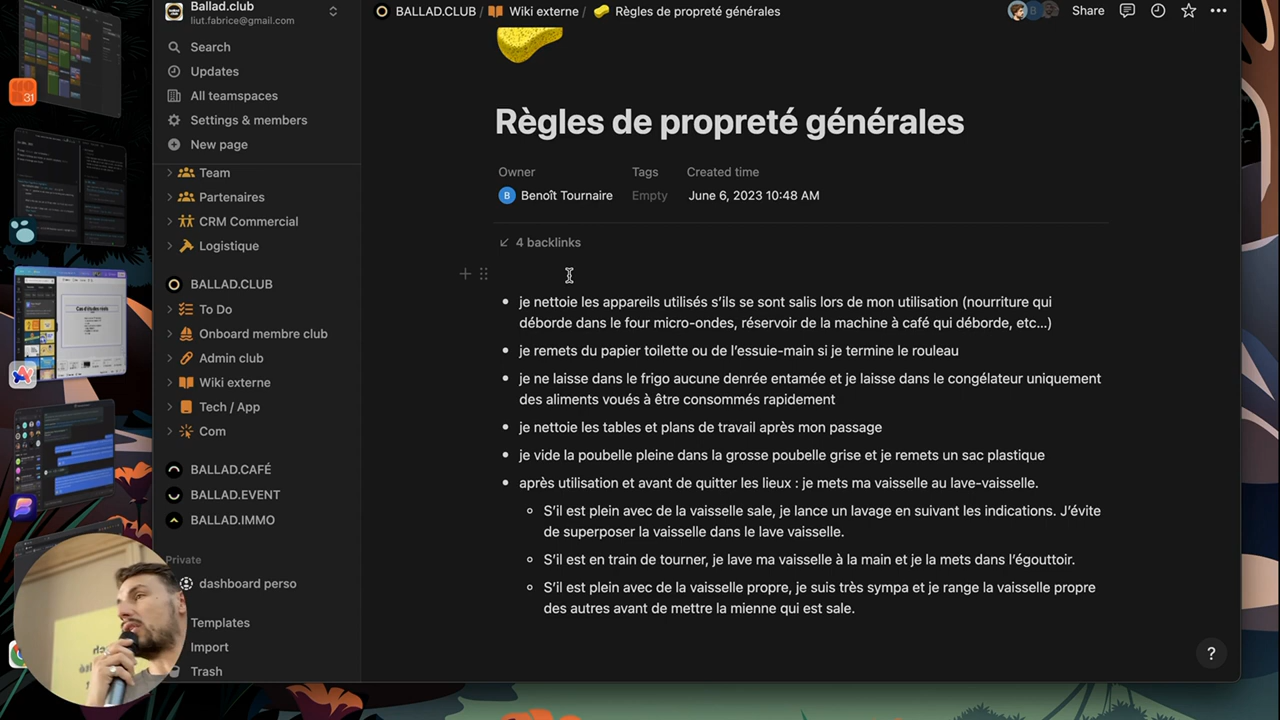 Ballad.club
liut.fabrice@gmail.com
BALLAD.CLUB / Wiki externe / Règles de propreté générales
Share
Search
Updates
All teamspaces
Settings & members
New page
Team
Partenaires
CRM Commercial
Logistique
BALLAD.CLUB
To Do
Onboard membre club
Admin club
Wiki externe
Tech / App
Com
BALLAD.CAFÉ
BALLAD.EVENT
BALLAD.IMMO
Private
dashboard perso
Templates
Import
Trash
31
Règles de propreté générales
Owner Tags Created time
B Benoît Tournaire Empty June 6, 2023 10:48 AM
4 backlinks
je nettoie les appareils utilisés s’ils se sont salis lors de mon utilisation (nourriture qui
déborde dans le four micro-ondes, réservoir de la machine à café qui déborde, etc…)
je remets du papier toilette ou de l’essuie-main si je termine le rouleau
je ne laisse dans le frigo aucune denrée entamée et je laisse dans le congélateur uniquement
des aliments voués à être consommés rapidement
je nettoie les tables et plans de travail après mon passage
je vide la poubelle pleine dans la grosse poubelle grise et je remets un sac plastique
après utilisation et avant de quitter les lieux : je mets ma vaisselle au lave-vaisselle.
S’il est plein avec de la vaisselle sale, je lance un lavage en suivant les indications. J’évite
de superposer la vaisselle dans le lave vaisselle.
S’il est en train de tourner, je lave ma vaisselle à la main et je la mets dans l’égouttoir.
S’il est plein avec de la vaisselle propre, je suis très sympa et je range la vaisselle propre
des autres avant de mettre la mienne qui est sale.
?